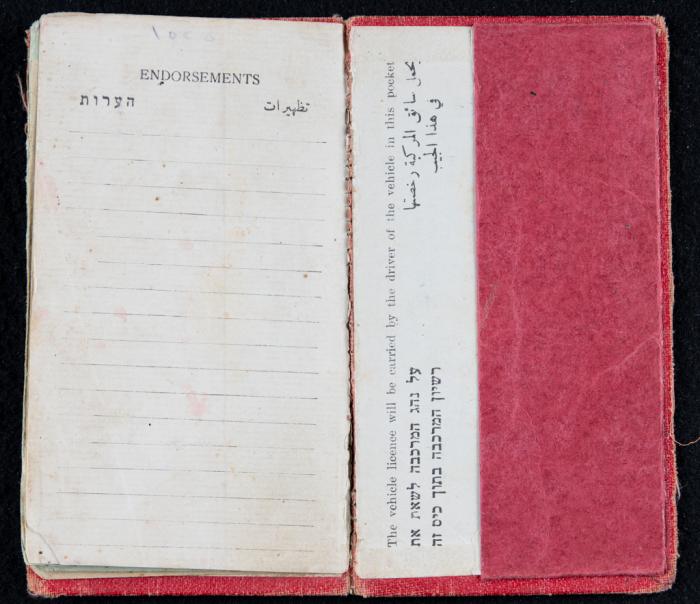 ENDORSEMENTS
הערות
تظهيرات
The vehicle licence will be carried by the driver of the vehicle in this pocket
يحمل سائق المركبة رخصتها
في هذا الجيب
על נהג המרכבה לשאת את
רשיון המרכבה בתוך כיס זה